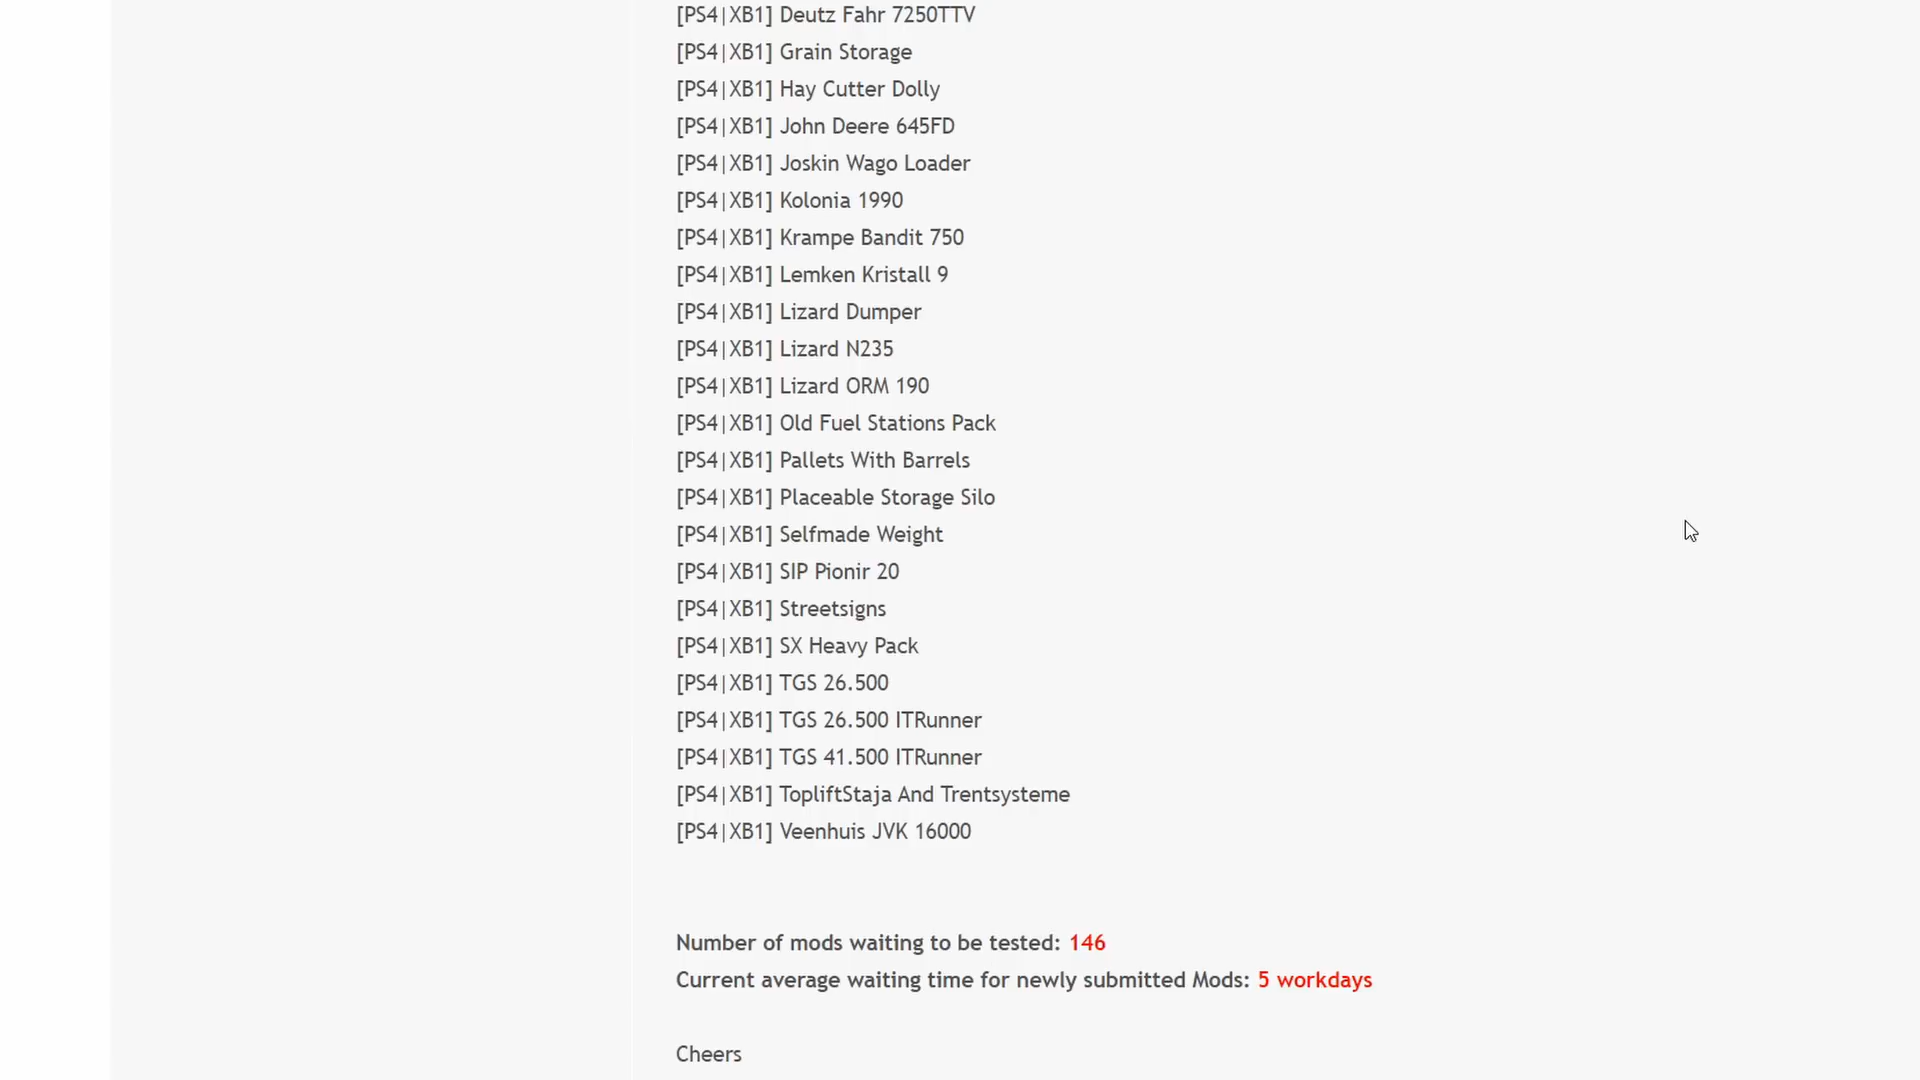 [PS4|XB1] Deutz Fahr 7250TTV
[PS4|XB1] Grain Storage
[PS4|XB1] Hay Cutter Dolly
[PS4|XB1] John Deere 645FD
[PS4|XB1] Joskin Wago Loader
[PS4|XB1] Kolonia 1990
[PS4|XB1] Krampe Bandit 750
[PS4|XB1] Lemken Kristall 9
[PS4|XB1] Lizard Dumper
[PS4|XB1] Lizard N235
[PS4|XB1] Lizard ORM 190
[PS4|XB1] Old Fuel Stations Pack
[PS4|XB1] Pallets With Barrels
[PS4|XB1] Placeable Storage Silo
[PS4|XB1] Selfmade Weight
[PS4|XB1] SIP Pionir 20
[PS4|XB1] Streetsigns
[PS4|XB1] SX Heavy Pack
[PS4|XB1] TGS 26.500
[PS4|XB1] TGS 26.500 ITRunner
[PS4|XB1] TGS 41.500 ITRunner
[PS4|XB1] TopliftStaja And Trentsysteme
[PS4|XB1] Veenhuis JVK 16000
Number of mods waiting to be tested: 146
Current average waiting time for newly submitted Mods: 5 workdays
Cheers